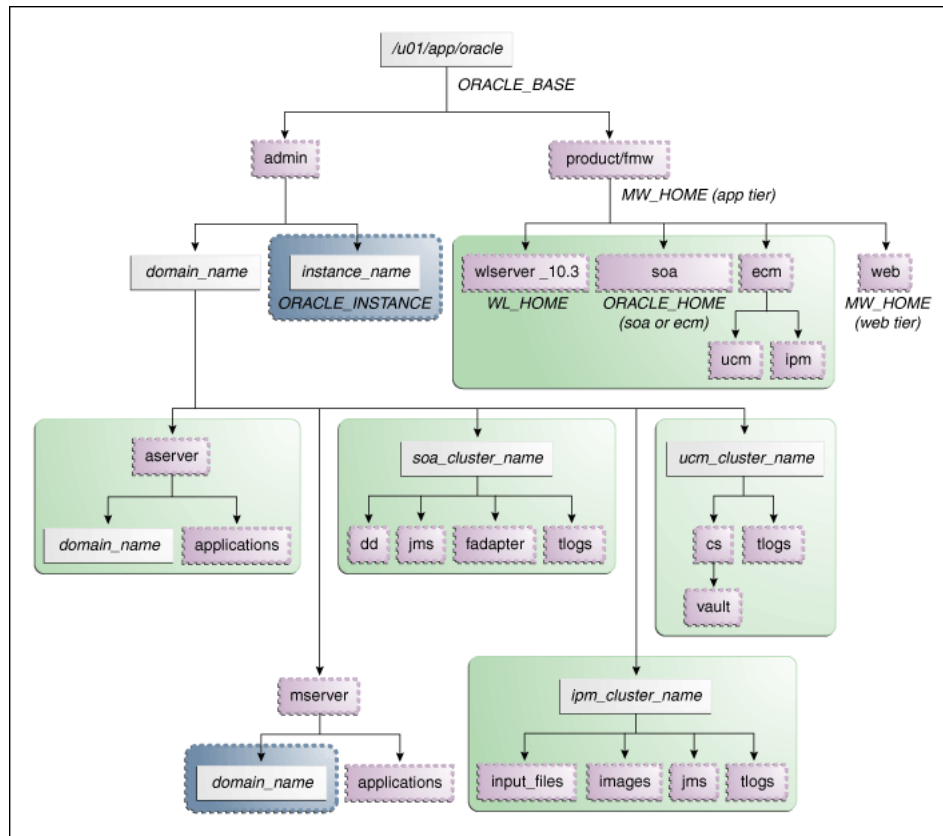 /u01/app/oracle
ORACLE_BASE
admin
product/fmw
MW_HOME (app tier)
domain_name
instance_name
ORACLE_INSTANCE
wlserver _10.3
WL_HOME
soa
ORACLE_HOME
(soa or ecm)
ecm
web
MW_HOME
(web tier)
ucm
ipm
aserver
domain_name
applications
soa_cluster_name
dd
jms
fadapter
tlogs
ucm_cluster_name
cs
tlogs
vault
mserver
domain_name
applications
ipm_cluster_name
input_files
images
jms
tlogs